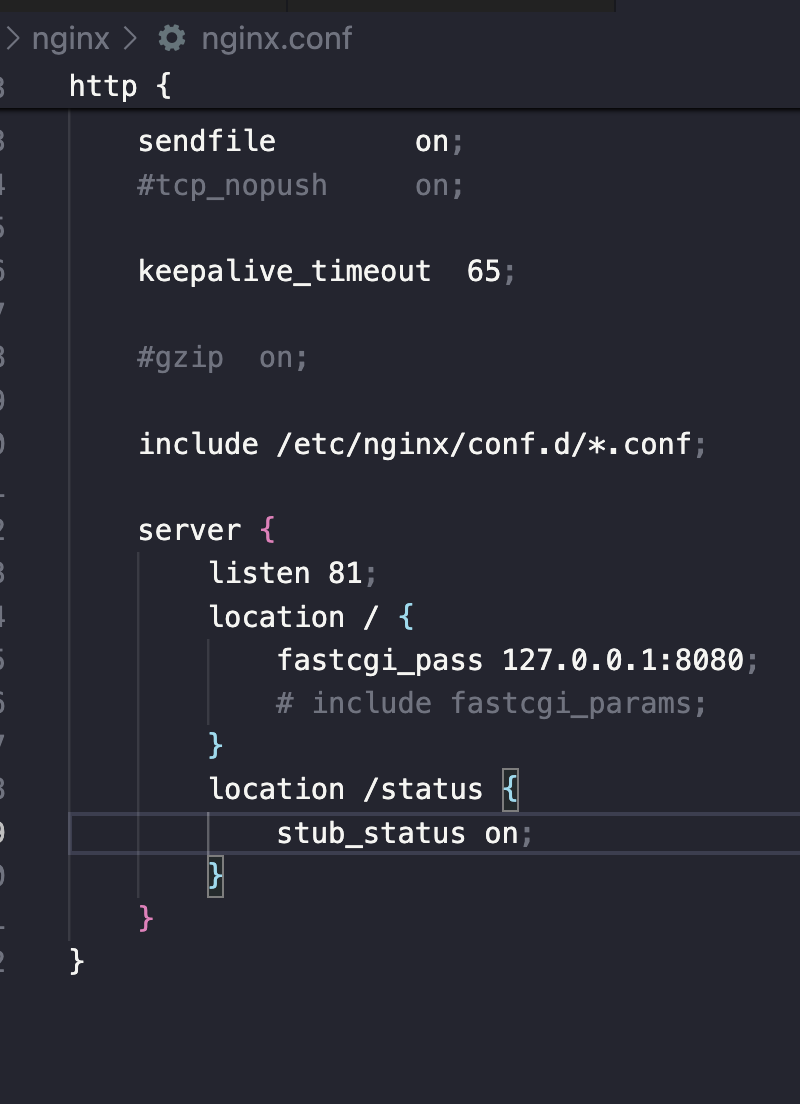 nginx > nginx.conf
http {
sendfile on;
#tcp_nopush on;
keepalive_timeout 65;
#gzip on;
include /etc/nginx/conf.d/*.conf;
server {
listen 81;
location / {
fastcgi_pass 127.0.0.1:8080;
# include fastcgi_params;
}
location /status {
stub_status on;
}
}
}